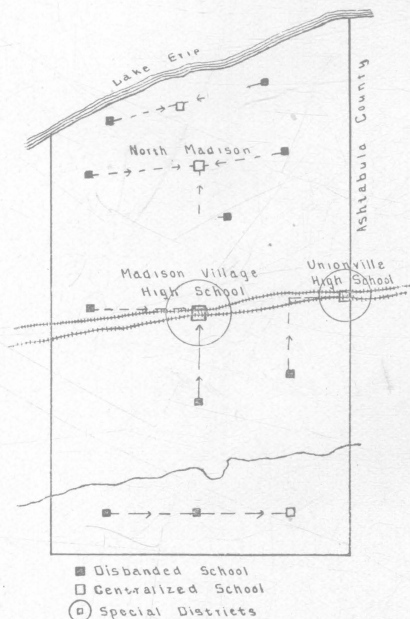 Lake Erie
Ashtabula County
North Madison
Madison Village
High School
Unionville
High School
Disbanded School
Centralized School
Special Districts